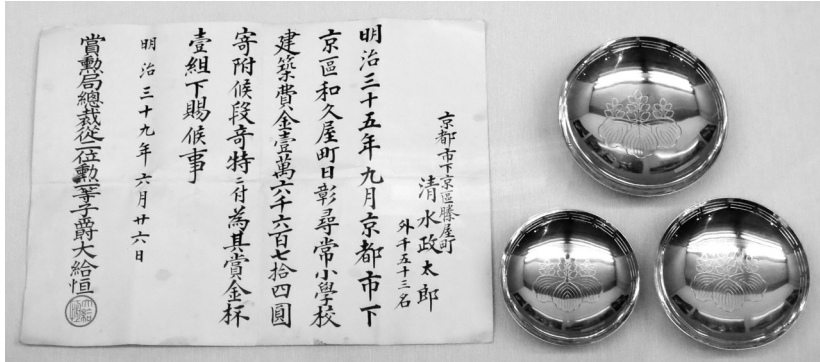 京都市下京區勝屋町
清水政太郎
外千五十三名
明治三十五年九月京都市下
京區和久屋町日彰尋常小學校
建築費金壹萬六千六百七拾四圓
寄附候段奇特ニ付為其賞金杯
壹組下賜候事
明治三十九年六月廿六日
賞勲局總裁從二位勲一等子爵大給恒